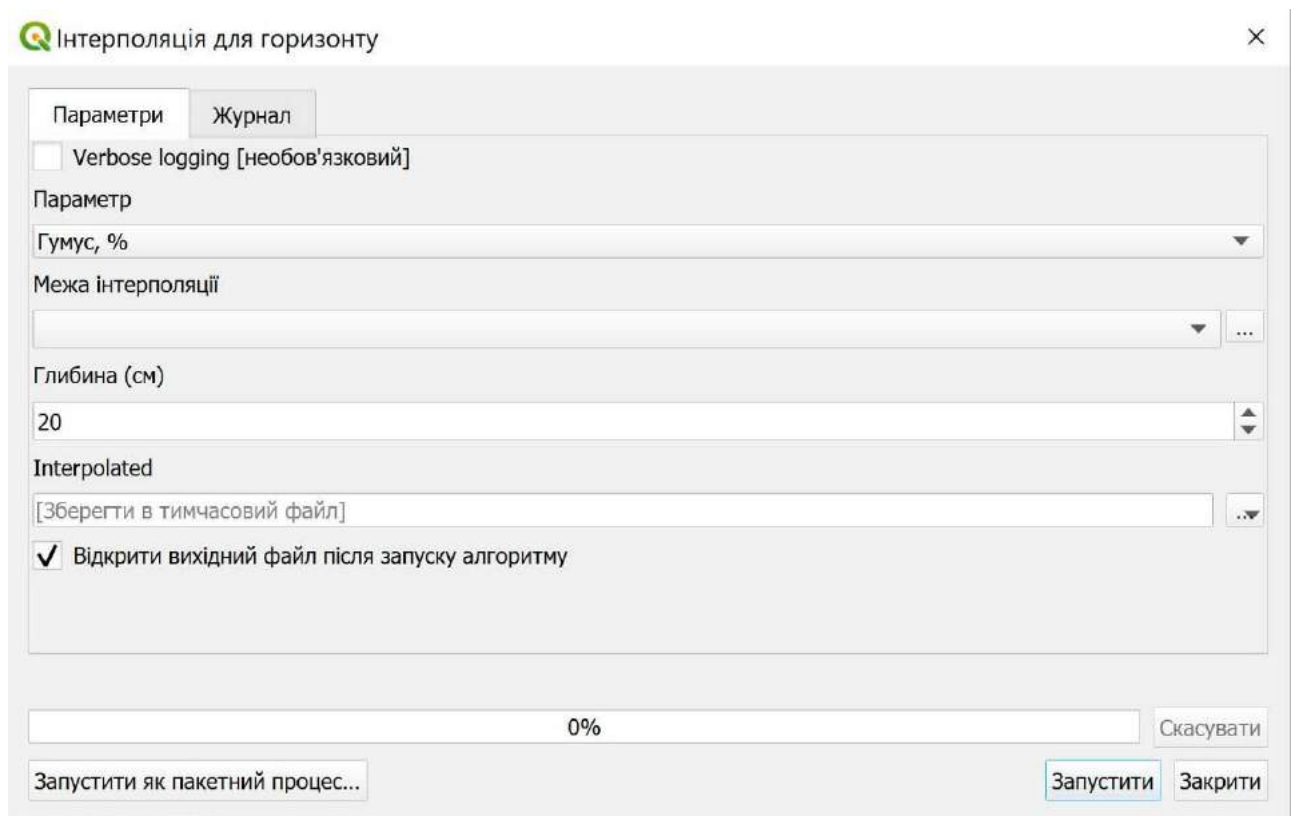 Інтерполяція для горизонту
Параметри Журнал
Verbose logging [необов'язковий]
Параметр
Гумус, %
Межа інтерполяції
...
Глибина (см)
20
Interpolated
[Зберегти в тимчасовий файл]
Відкрити вихідний файл після запуску алгоритму
0% Скасувати
Запустити як пакетний процес... Запустити Закрити